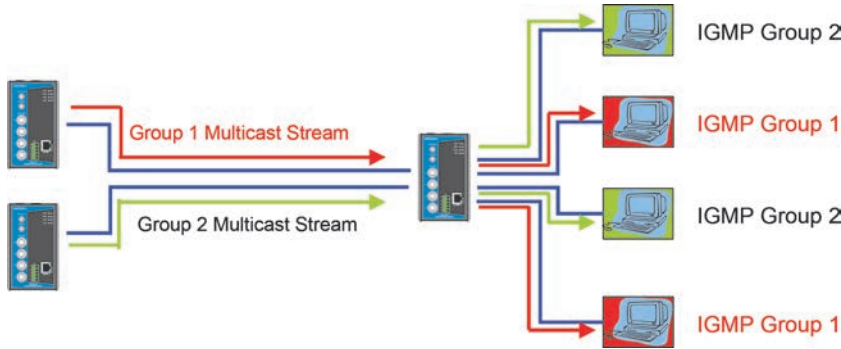 IGMP Group 2
IGMP Group 1
Group 1 Multicast Stream
IGMP Group 2
Group 2 Multicast Stream
IGMP Group 1